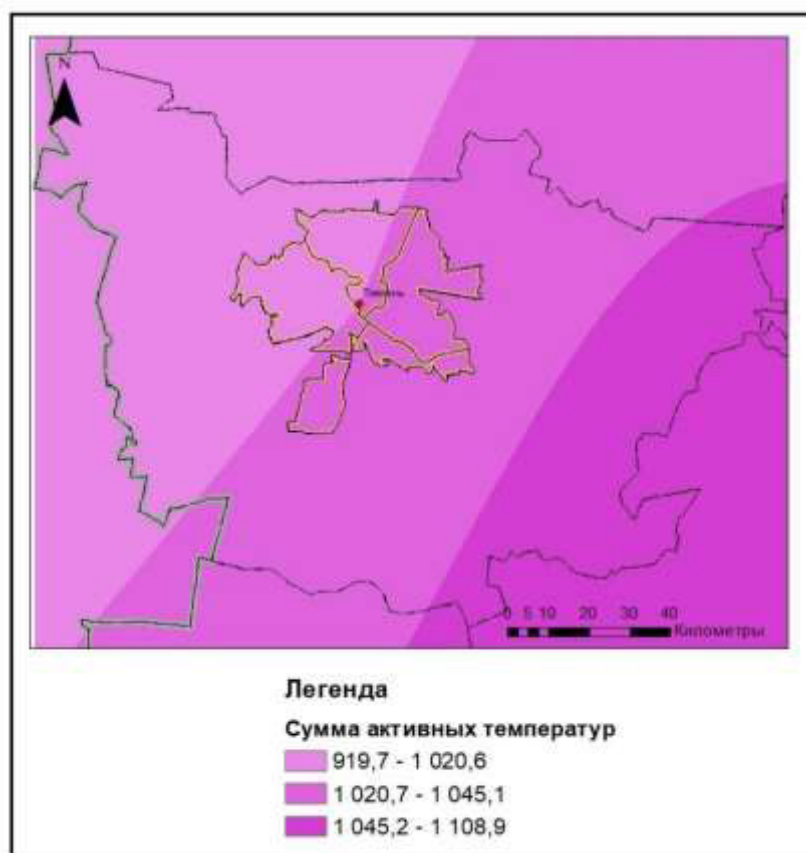 N
Тюмень
0 5 10 20 30 40
Километры
Легенда
Сумма активных температур
919,7 - 1 020,6
1 020,7 - 1 045,1
1 045,2 - 1 108,9